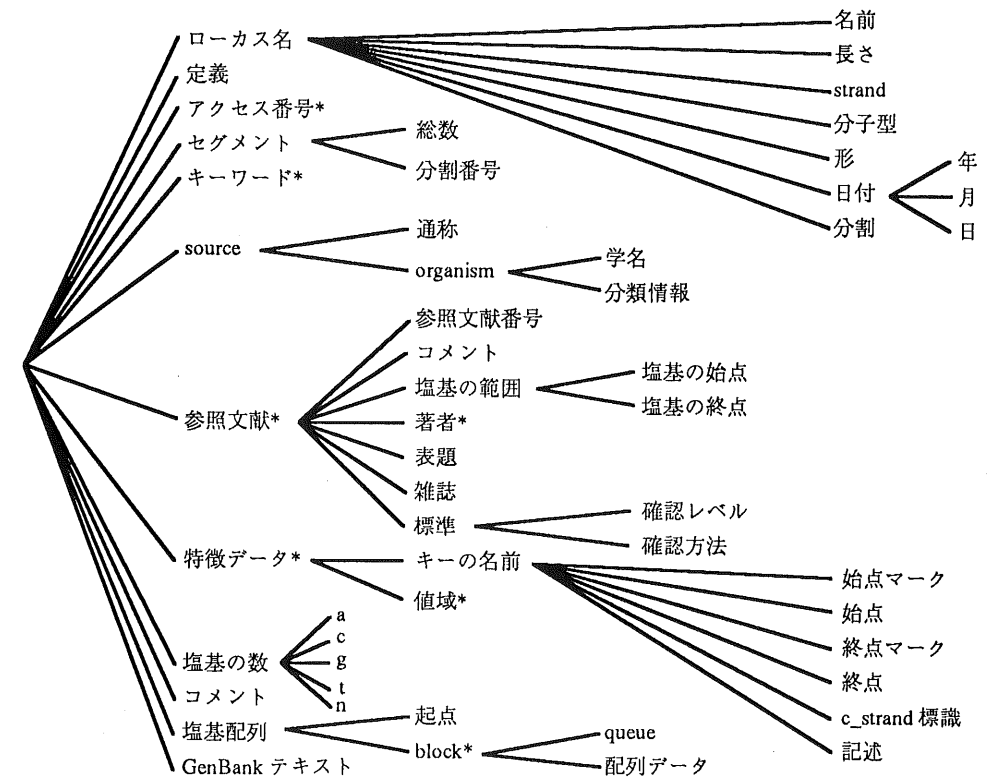 ローカス名
名前
長さ
strand
分子型
形
日付
年
月
日
分割
定義
アクセス番号*
セグメント
総数
分割番号
キーワード*
source
通称
organism
学名
分類情報
参照文献*
参照文献番号
コメント
塩基の範囲
塩基の始点
塩基の終点
著者*
表題
雑誌
標準
確認レベル
確認方法
特徴データ*
キーの名前
始点マーク
始点
終点マーク
終点
c_strand 標識
記述
値域*
塩基の数
a
c
g
t
n
コメント
塩基配列
起点
block*
queue
配列データ
GenBank テキスト